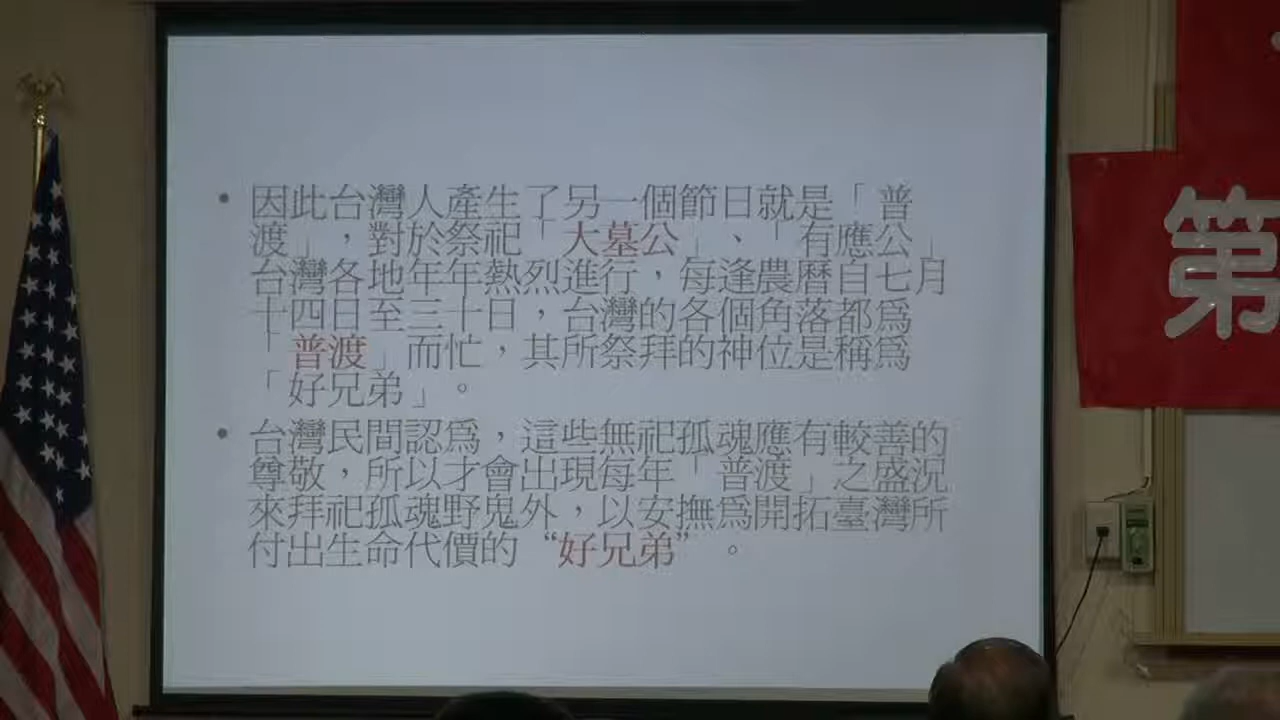 • 因此台灣人產生了另一個節日就是「普
渡」，對於祭祀「大墓公」、「有應公」
台灣各地年年熱烈進行，每逢農曆自七月
十四日至三十日，台灣的各個角落都爲
「普渡」而忙，其所祭拜的神位是稱爲
「好兄弟」。
• 台灣民間認爲，這些無祀孤魂應有較善的
尊敬，所以才會出現每年「普渡」之盛況
來拜祀孤魂野鬼外，以安撫爲開拓臺灣所
付出生命代價的“好兄弟”。
第